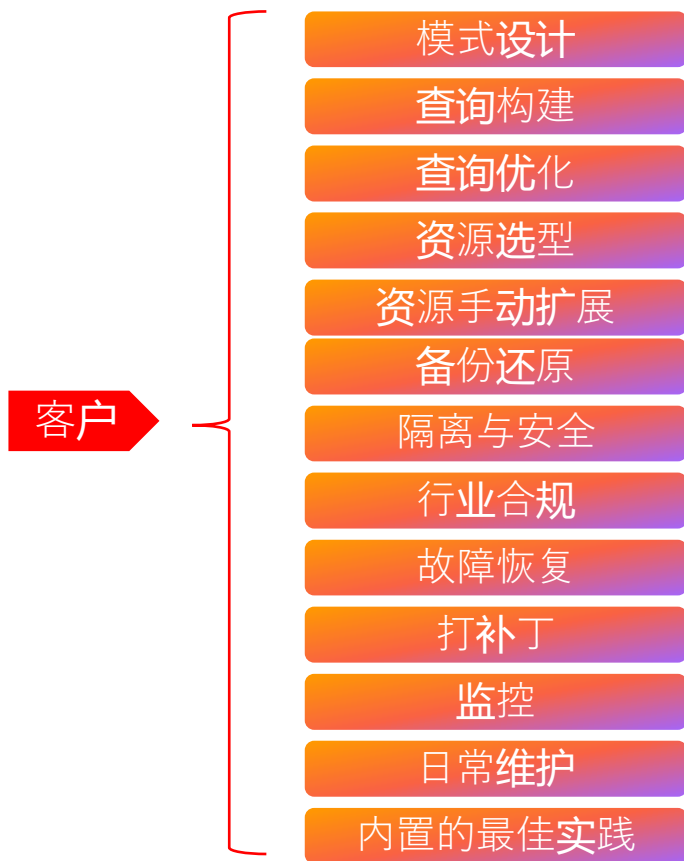 模式设计
查询构建
查询优化
资源选型
资源手动扩展
备份还原
客户
隔离与安全
行业合规
故障恢复
打补丁
监控
日常维护
内置的最佳实践